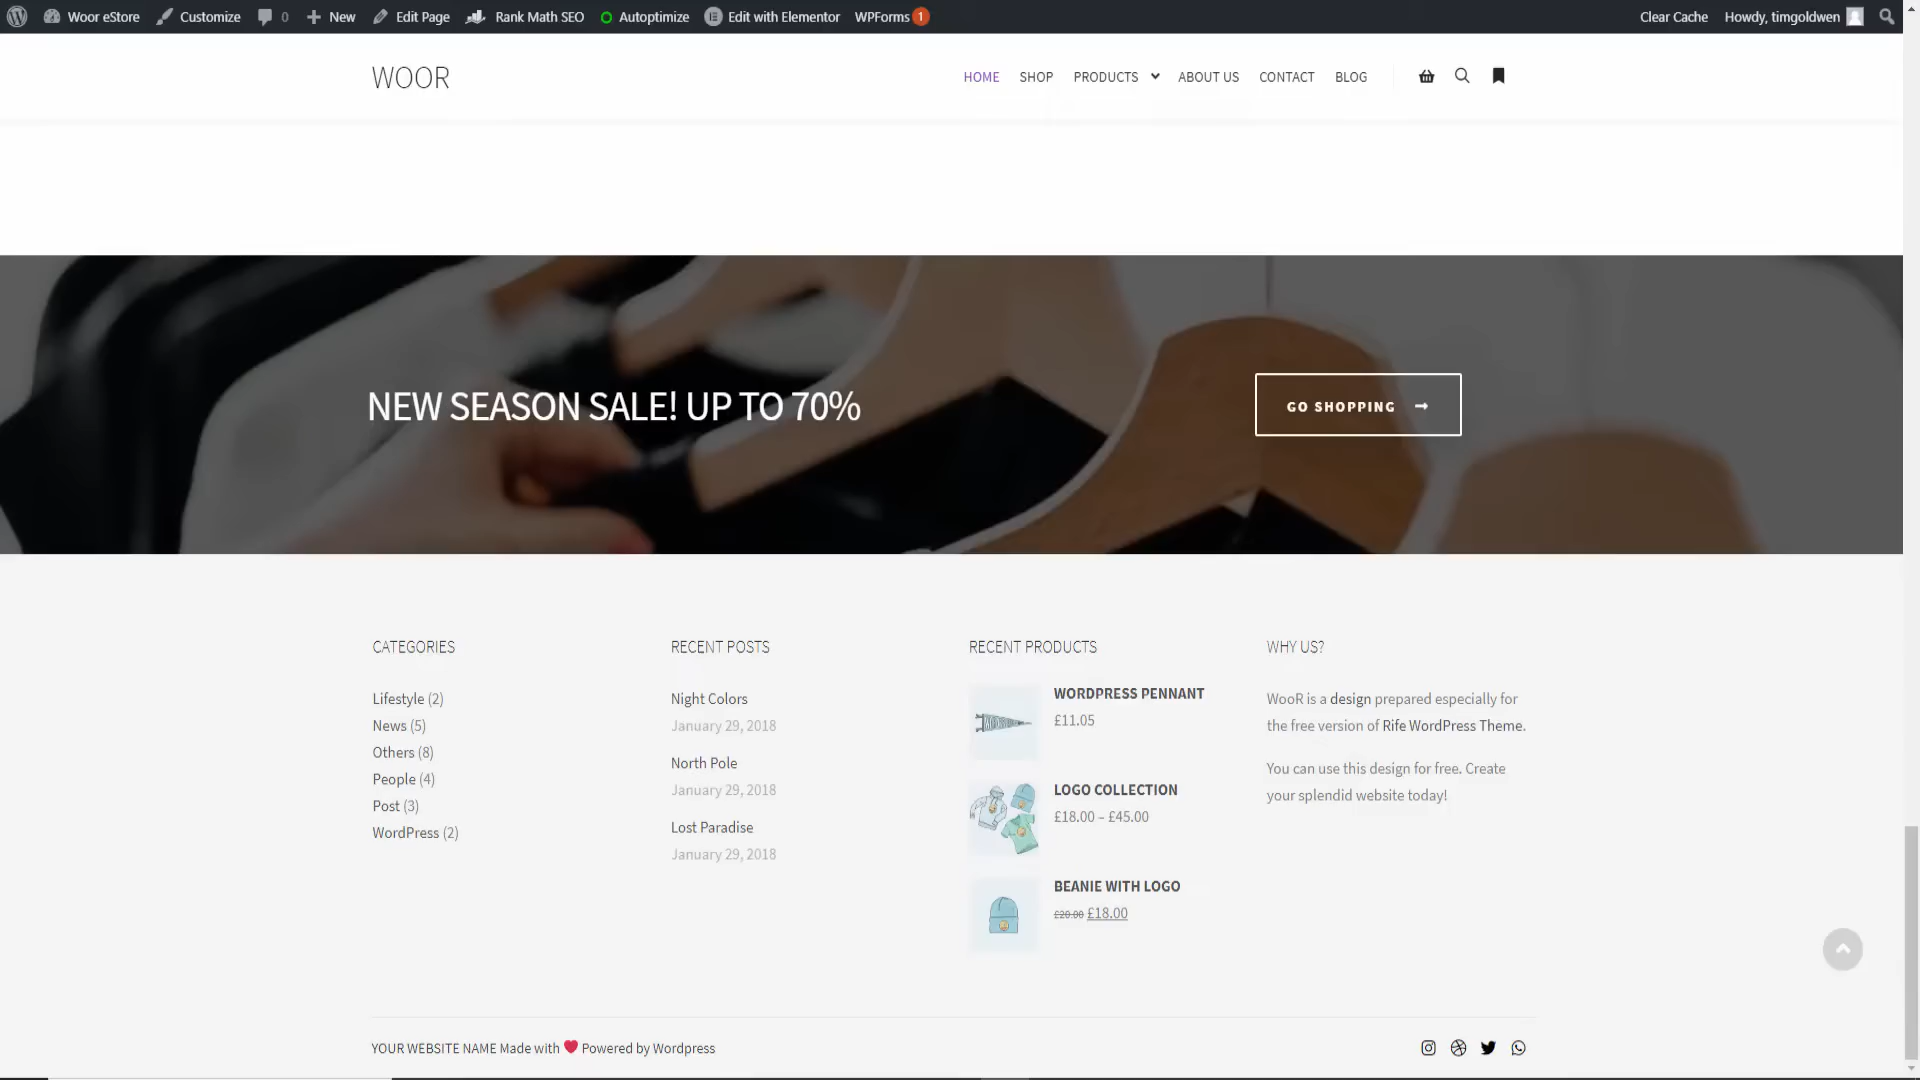 Woor eStore Customize 0 New Edit Page Rank Math SEO Autoptimize Edit with Elementor WPForms 1 Clear Cache Howdy, timgoldwen
WOOR HOME SHOP PRODUCTS ABOUT US CONTACT BLOG
NEW SEASON SALE! UP TO 70% GO SHOPPING
CATEGORIES
Lifestyle (2)
News (5)
Others (8)
People (4)
Post (3)
WordPress (2)
RECENT POSTS
Night Colors
January 29, 2018
North Pole
January 29, 2018
Lost Paradise
January 29, 2018
RECENT PRODUCTS
WORDPRESS PENNANT
£11.05
LOGO COLLECTION
£18.00 – £45.00
BEANIE WITH LOGO
£20.00 £18.00
WHY US?
WooR is a design prepared especially for
the free version of Rife WordPress Theme.
You can use this design for free. Create
your splendid website today!
YOUR WEBSITE NAME Made with ❤ Powered by Wordpress